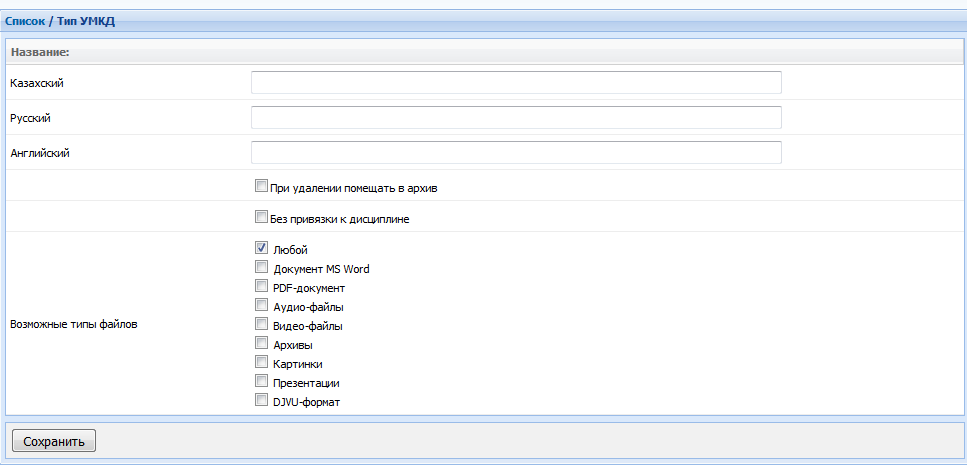 Список / Тип УМКД
Название:
Казахский
Русский
Английский
При удалении помещать в архив
Без привязки к дисциплине
Возможные типы файлов
Любой
Документ MS Word
PDF-документ
Аудио-файлы
Видео-файлы
Архивы
Картинки
Презентации
DJVU-формат
Сохранить